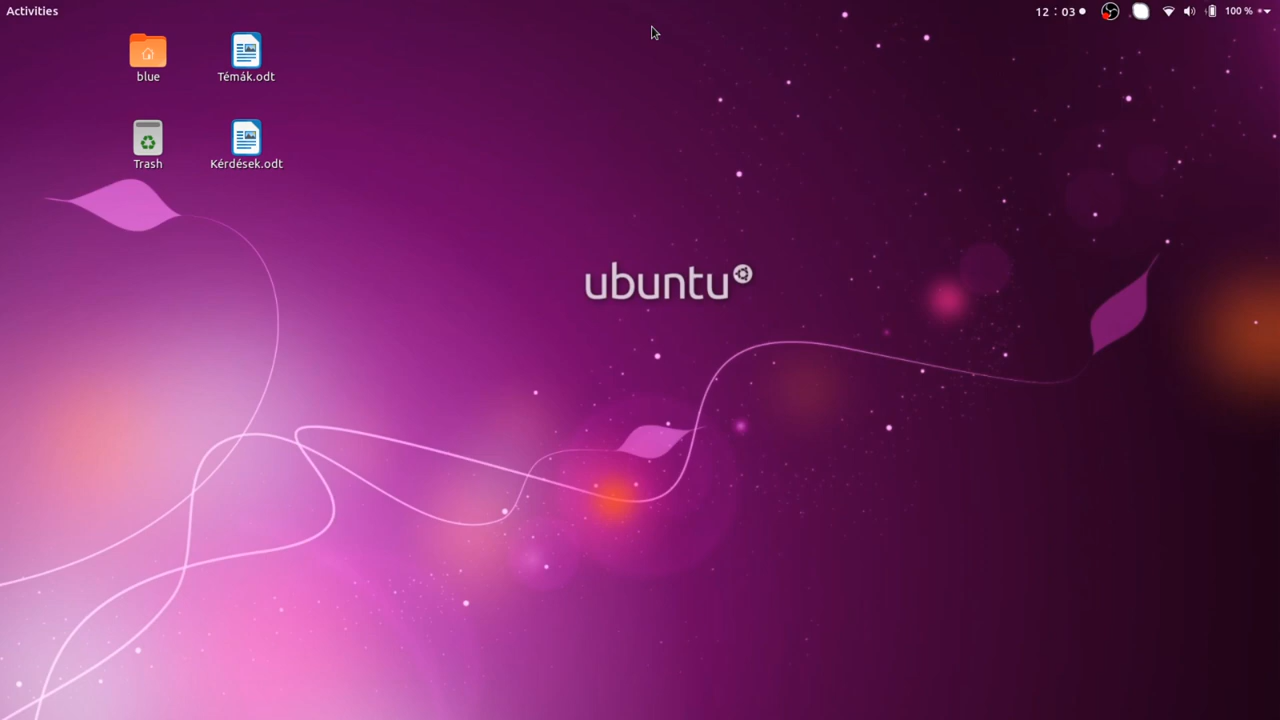 Activities
12 : 03
100 %
blue
Témák.odt
Trash
Kérdések.odt
ubuntu